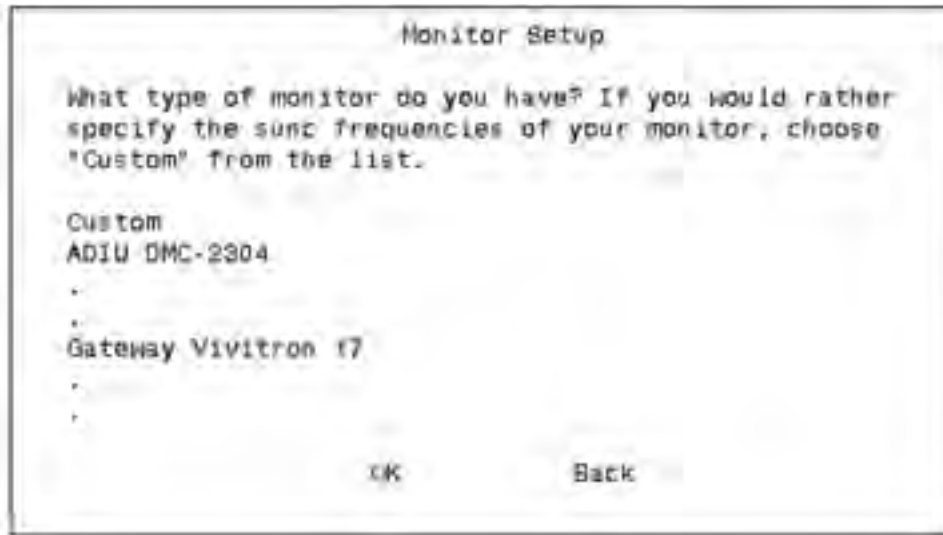 Monitor Setup
What type of monitor do you have? If you would rather
specify the sunc frequencies of your monitor, choose
"Custom" from the list.
Custom
ADIU DMC-2304
.
.
Gateway Vivitron 17
.
.
OK Back